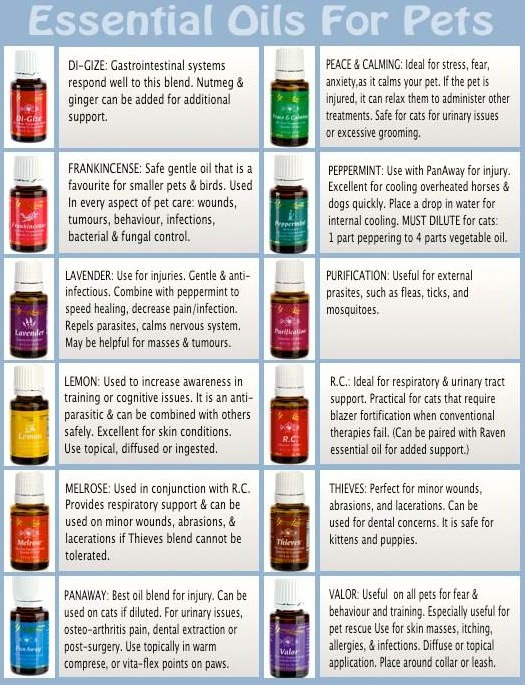 Essential Oils For Pets
DI-GIZE: Gastrointestinal systems
respond well to this blend. Nutmeg &
ginger can be added for additional
support.
Di-Gize
PEACE & CALMING: Ideal for stress, fear,
anxiety,as it calms your pet. If the pet is
injured, it can relax them to administer other
treatments. Safe for cats for urinary issues
or excessive grooming.
Peace & Calming
FRANKINCENSE: Safe gentle oil that is a
favourite for smaller pets & birds. Used
In every aspect of pet care: wounds,
tumours, behaviour, infections,
bacterial & fungal control.
Frankincense
PEPPERMINT: Use with PanAway for injury.
Excellent for cooling overheated horses &
dogs quickly. Place a drop in water for
internal cooling. MUST DILUTE for cats:
1 part peppering to 4 parts vegetable oil.
Peppermint
LAVENDER: Use for injuries. Gentle & anti-
infectious. Combine with peppermint to
speed healing, decrease pain/infection.
Repels parasites, calms nervous system.
May be helpful for masses & tumours.
Lavender
PURIFICATION: Useful for external
prasites, such as fleas, ticks, and
mosquitoes.
Purification
LEMON: Used to increase awareness in
training or cognitive issues. It is an anti-
parasitic & can be combined with others
safely. Excellent for skin conditions.
Use topical, diffused or ingested.
Lemon
R.C.: Ideal for respiratory & urinary tract
support. Practical for cats that require
blazer fortification when conventional
therapies fail. (Can be paired with Raven
essential oil for added support.)
R.C.
MELROSE: Used in conjunction with R.C.
Provides respiratory support & can be
used on minor wounds, abrasions, &
lacerations if Thieves blend cannot be
tolerated.
Melrose
THIEVES: Perfect for minor wounds,
abrasions, and lacerations. Can be
used for dental concerns. It is safe for
kittens and puppies.
Thieves
PANAWAY: Best oil blend for injury. Can be
used on cats if diluted. For urinary issues,
osteo-arthritis pain, dental extraction or
post-surgery. Use topically in warm
comprese, or vita-flex points on paws.
PanAway
VALOR: Useful on all pets for fear &
behaviour and training. Especially useful for
pet rescue Use for skin masses, itching,
allergies, & infections. Diffuse or topical
application. Place around collar or leash.
Valor